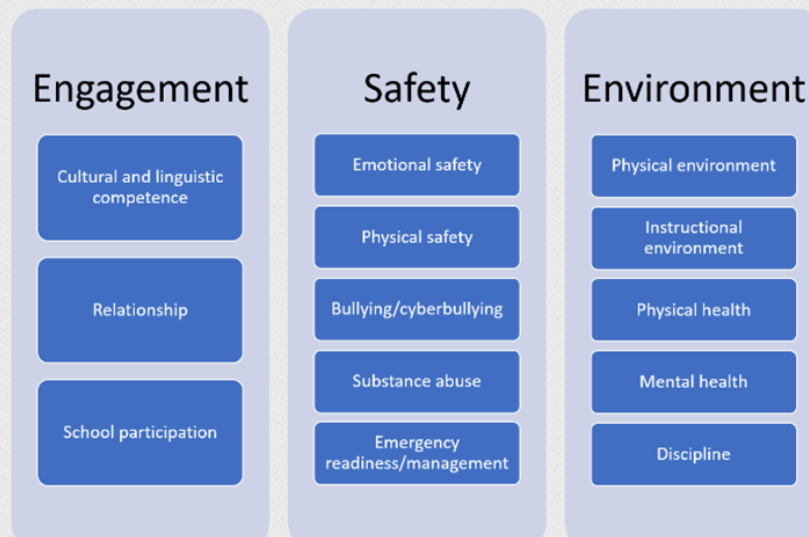 Engagement
Cultural and linguistic
competence
Relationship
School participation
Safety
Emotional safety
Physical safety
Bullying/cyberbullying
Substance abuse
Emergency
readiness/management
Environment
Physical environment
Instructional
environment
Physical health
Mental health
Discipline